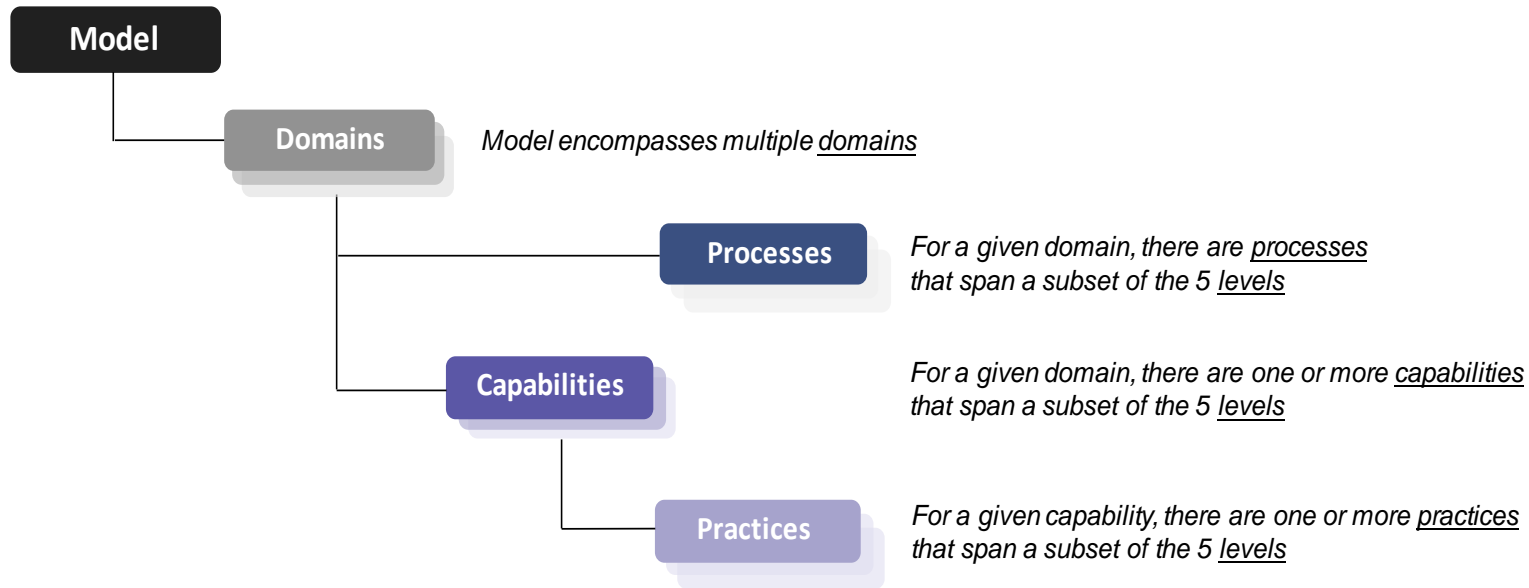 Model
Domains
Model encompasses multiple domains
Processes
For a given domain, there are processes
that span a subset of the 5 levels
Capabilities
For a given domain, there are one or more capabilities
that span a subset of the 5 levels
Practices
For a given capability, there are one or more practices
that span a subset of the 5 levels